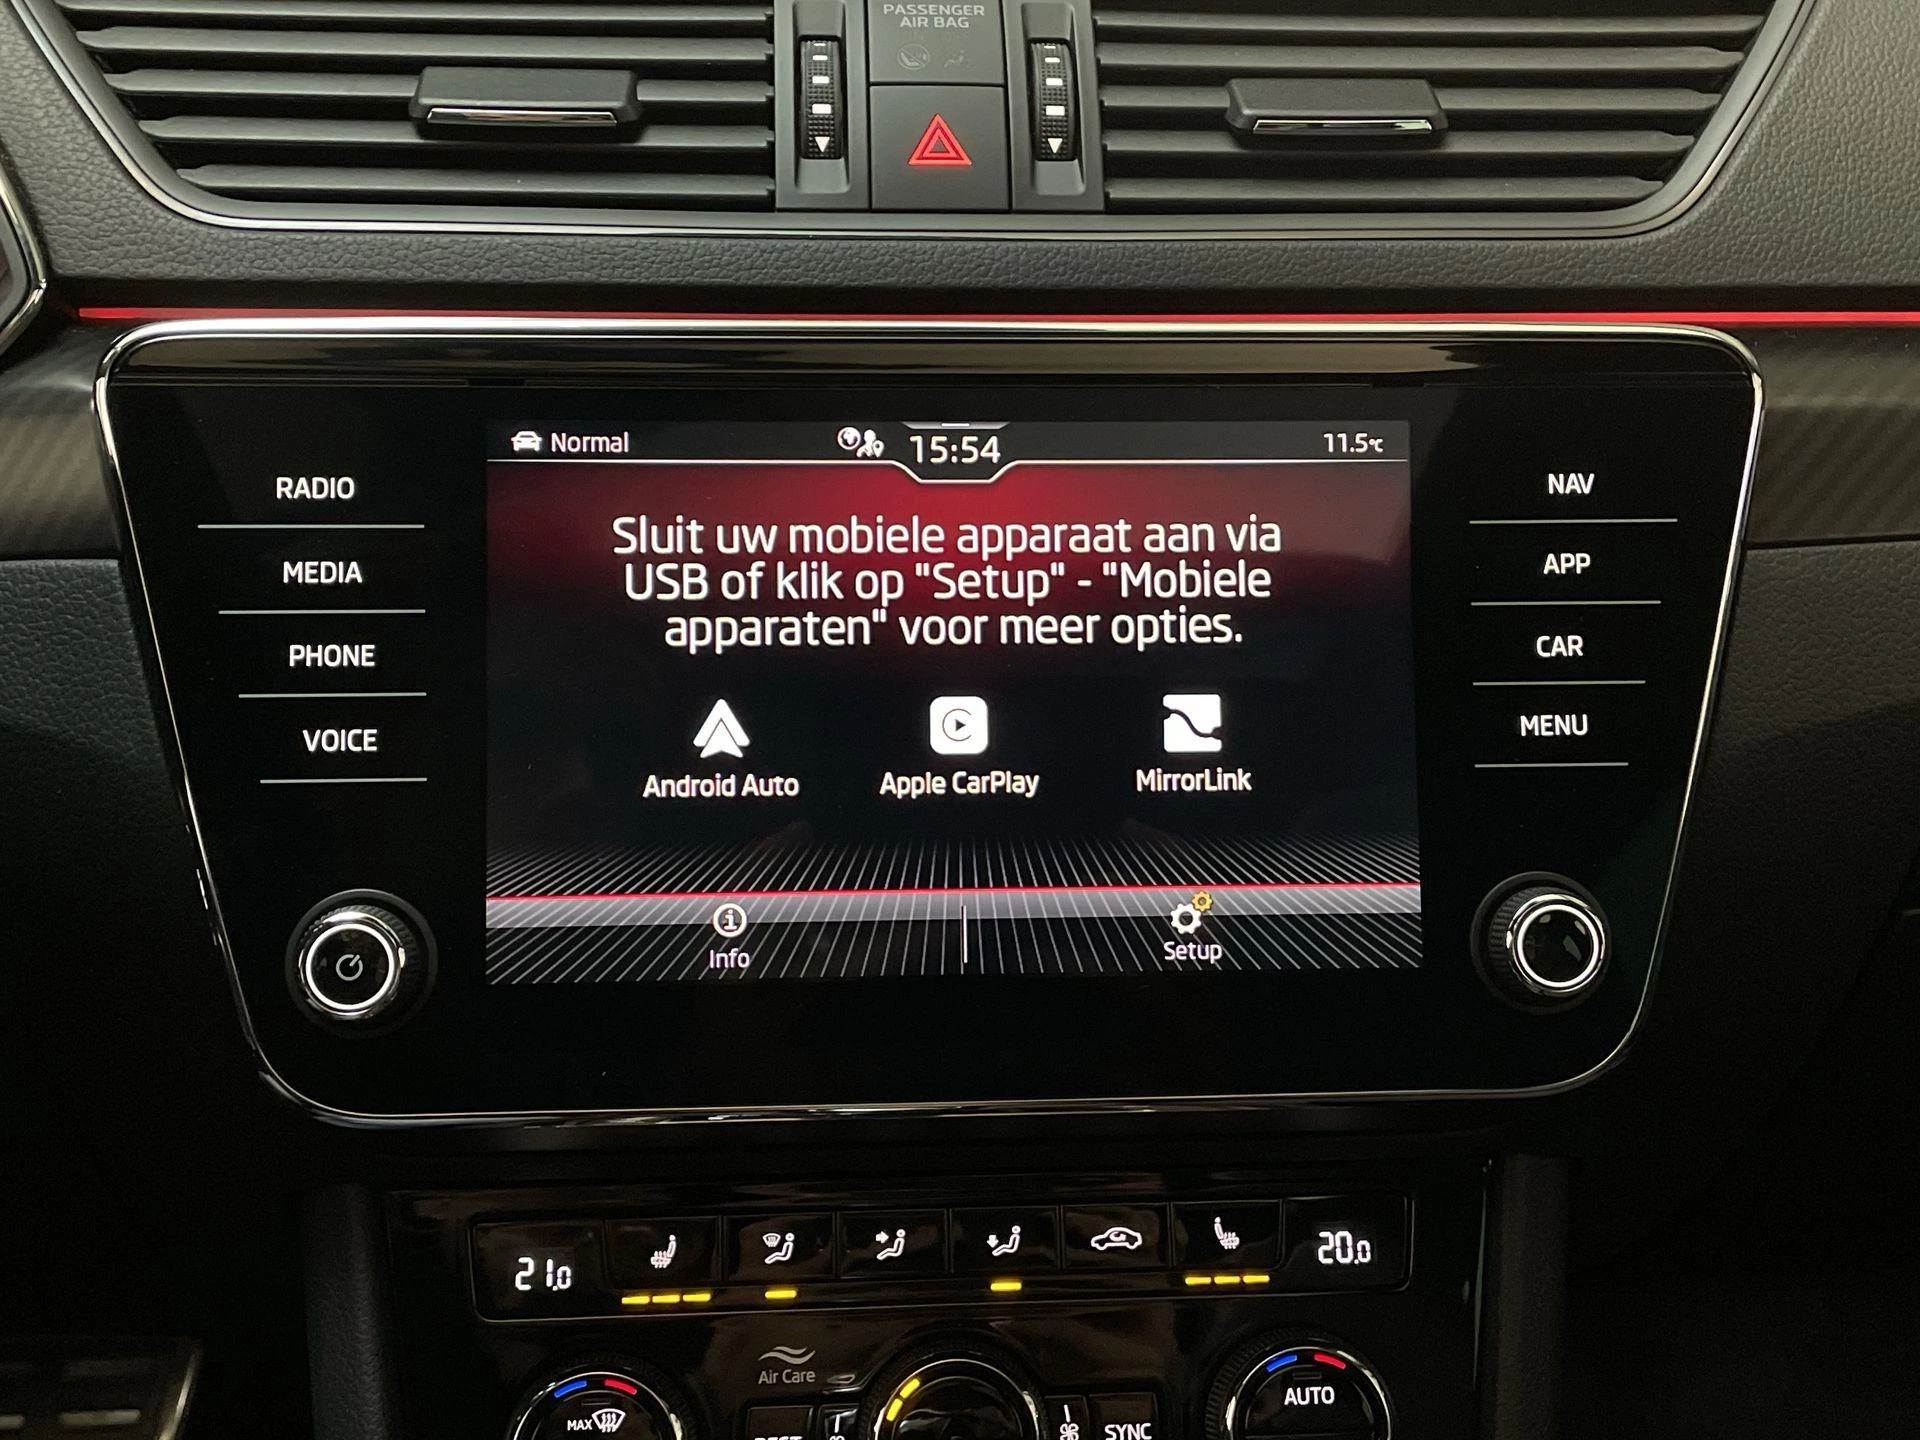 PASSENGER
AIR BAG
Normal
15:54
11.5°C
RADIO
MEDIA
PHONE
VOICE
Sluit uw mobiele apparaat aan via
USB of klik op "Setup" - "Mobiele
apparaten" voor meer opties.
Android Auto
Apple CarPlay
MirrorLink
Info
Setup
NAV
APP
CAR
MENU
21.0
20.0
Air Care
MAX
REST
SYNC
AUTO